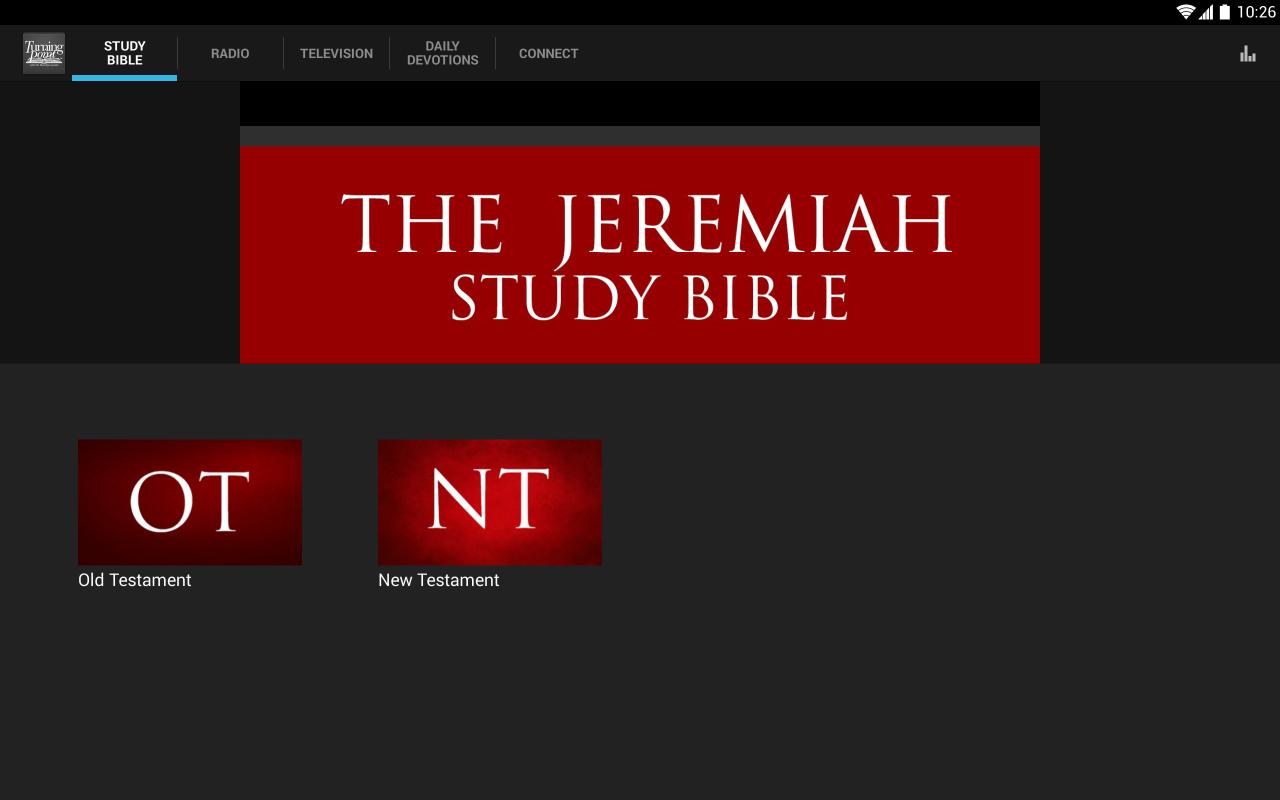 10:26
Turning
Point
STUDY
BIBLE
RADIO
TELEVISION
DAILY
DEVOTIONS
CONNECT
THE JEREMIAH
STUDY BIBLE
OT
NT
Old Testament
New Testament